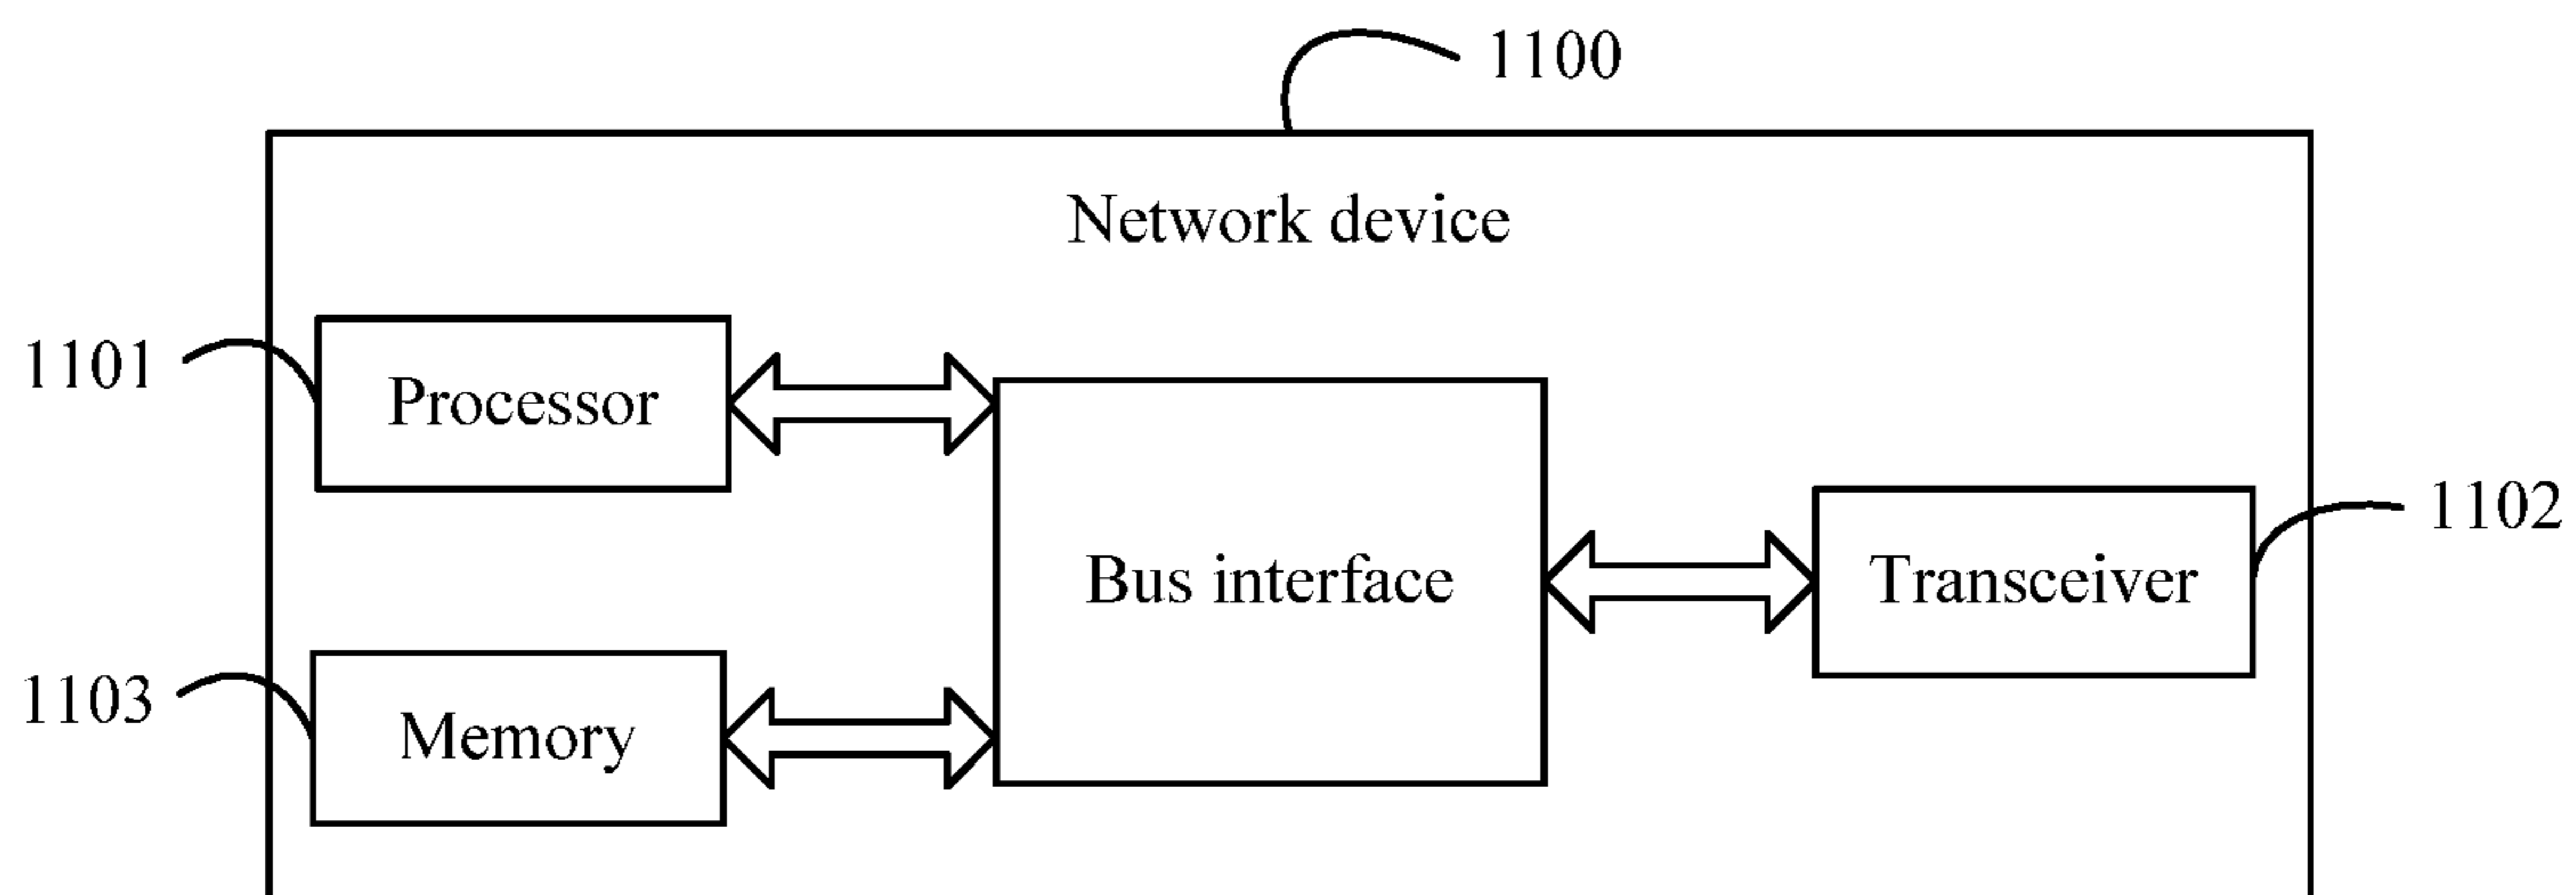 1100
Network device
1101
Processor
Bus interface
Transceiver
1102
1103
Memory